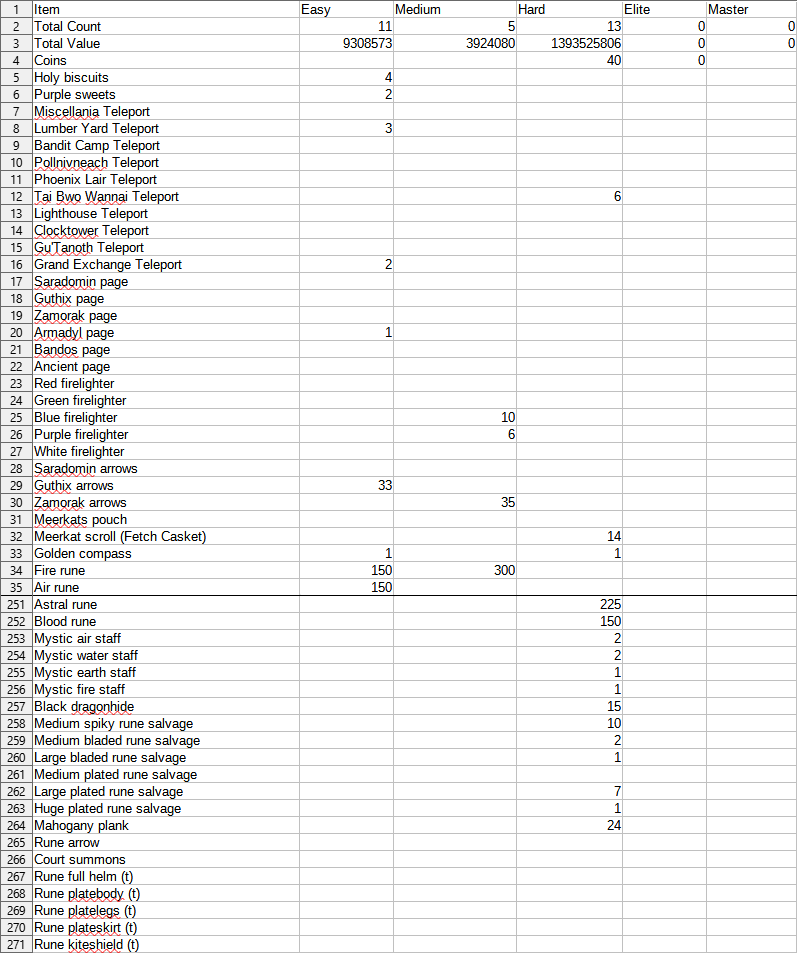 1 Item Easy Medium Hard Elite Master
2 Total Count 11 5 13 0 0
3 Total Value 9308573 3924080 1393525806 0 0
4 Coins 40 0
5 Holy biscuits 4
6 Purple sweets 2
7 Miscellania Teleport
8 Lumber Yard Teleport 3
9 Bandit Camp Teleport
10 Pollnivneach Teleport
11 Phoenix Lair Teleport
12 Tai Bwo Wannai Teleport 6
13 Lighthouse Teleport
14 Clocktower Teleport
15 Gu'Tanoth Teleport
16 Grand Exchange Teleport 2
17 Saradomin page
18 Guthix page
19 Zamorak page
20 Armadyl page 1
21 Bandos page
22 Ancient page
23 Red firelighter
24 Green firelighter
25 Blue firelighter 10
26 Purple firelighter 6
27 White firelighter
28 Saradomin arrows
29 Guthix arrows 33
30 Zamorak arrows 35
31 Meerkats pouch
32 Meerkat scroll (Fetch Casket) 14
33 Golden compass 1 1
34 Fire rune 150 300
35 Air rune 150
251 Astral rune 225
252 Blood rune 150
253 Mystic air staff 2
254 Mystic water staff 2
255 Mystic earth staff 1
256 Mystic fire staff 1
257 Black dragonhide 15
258 Medium spiky rune salvage 10
259 Medium bladed rune salvage 2
260 Large bladed rune salvage 1
261 Medium plated rune salvage
262 Large plated rune salvage 7
263 Huge plated rune salvage 1
264 Mahogany plank 24
265 Rune arrow
266 Court summons
267 Rune full helm (t)
268 Rune platebody (t)
269 Rune platelegs (t)
270 Rune plateskirt (t)
271 Rune kiteshield (t)